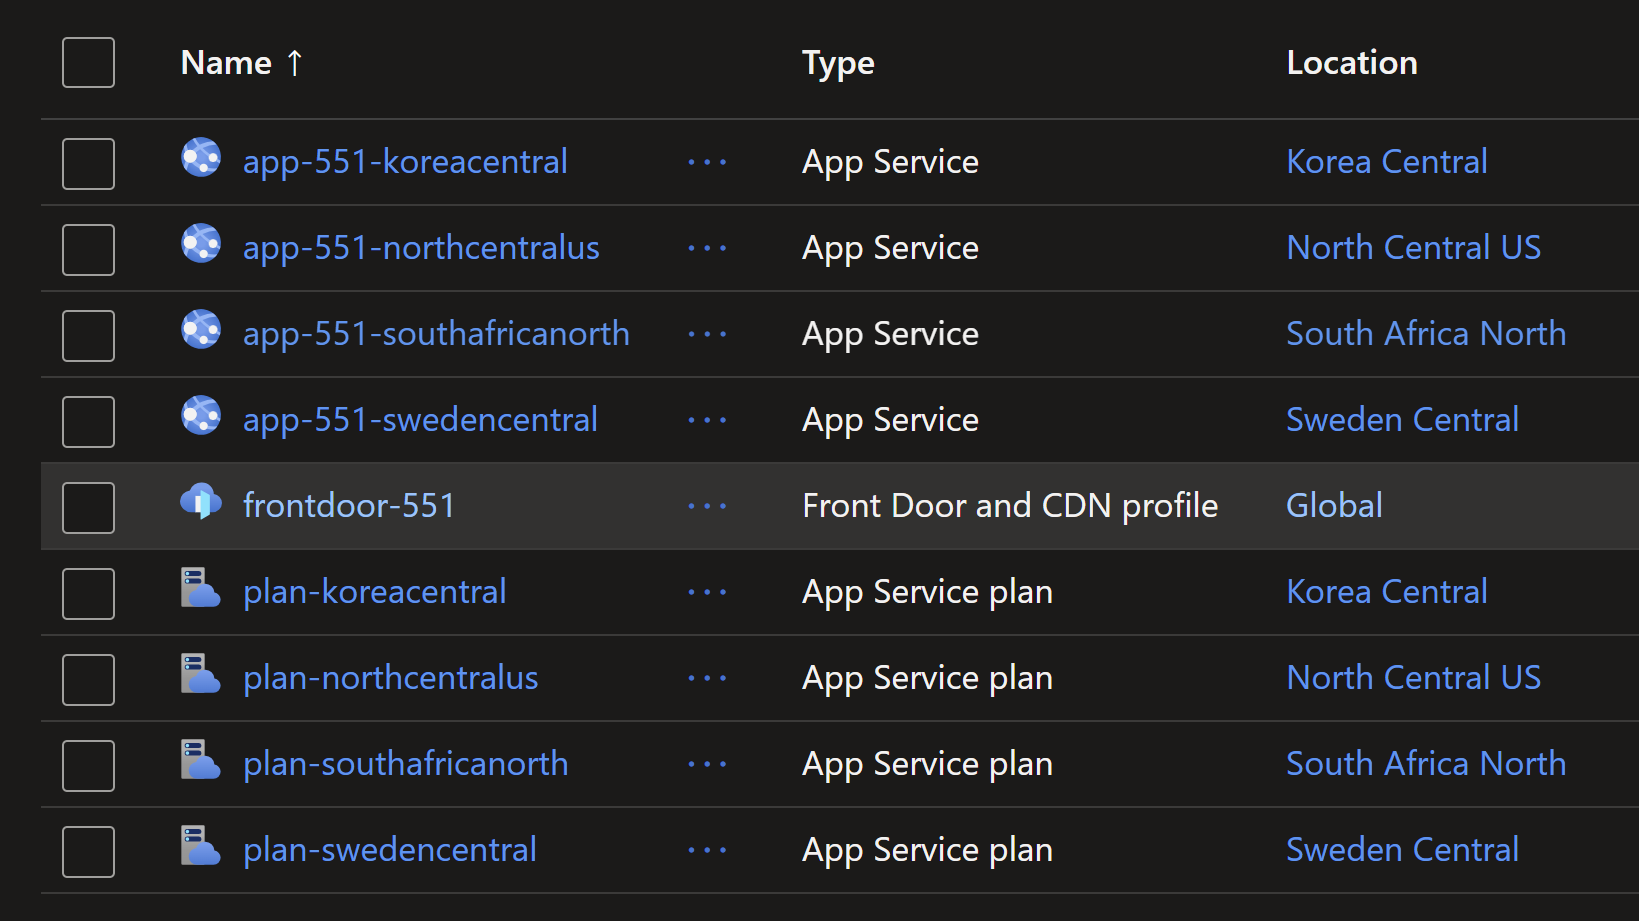 Name ↑ Type Location
app-551-koreacentral ··· App Service Korea Central
app-551-northcentralus ··· App Service North Central US
app-551-southafricanorth ··· App Service South Africa North
app-551-swedencentral ··· App Service Sweden Central
frontdoor-551 ··· Front Door and CDN profile Global
plan-koreacentral ··· App Service plan Korea Central
plan-northcentralus ··· App Service plan North Central US
plan-southafricanorth ··· App Service plan South Africa North
plan-swedencentral ··· App Service plan Sweden Central